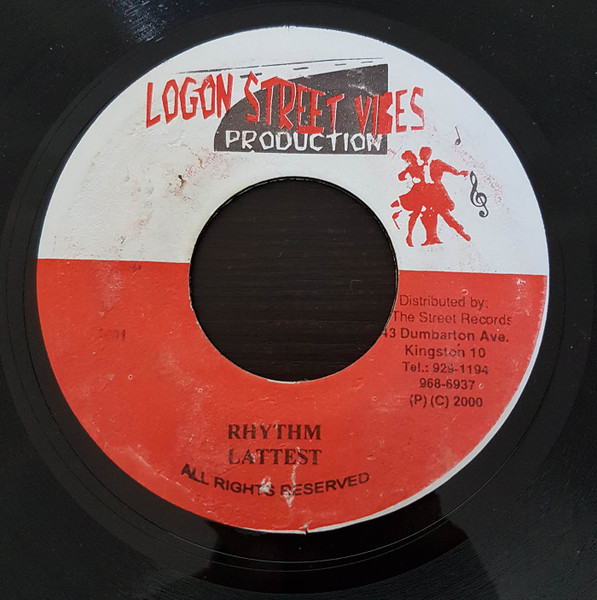 LOGON STREET VIBES
PRODUCTION
Distributed by:
The Street Records
43 Dumbarton Ave.
Kingston 10
Tel.: 929-1194
968-6937
(P) (C) 2000
RHYTHM
LATTEST
ALL RIGHTS RESERVED